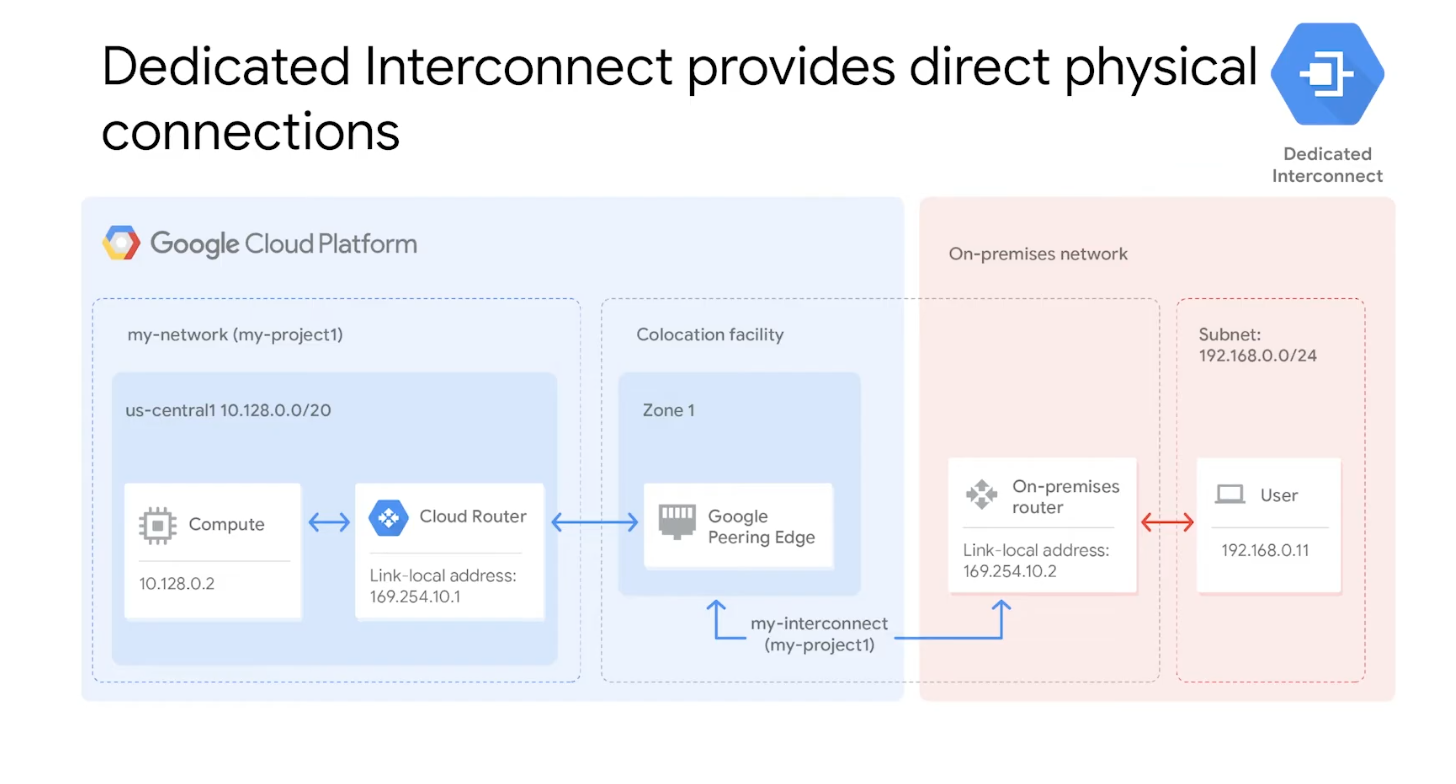 Dedicated Interconnect provides direct physical
connections
Dedicated
Interconnect
Google Cloud Platform
On-premises network
my-network (my-project1)
Colocation facility
Subnet:
192.168.0.0/24
us-central1 10.128.0.0/20
Zone 1
Compute
10.128.0.2
Cloud Router
Link-local address:
169.254.10.1
Google
Peering Edge
On-premises
router
Link-local address:
169.254.10.2
User
192.168.0.11
my-interconnect
(my-project1)